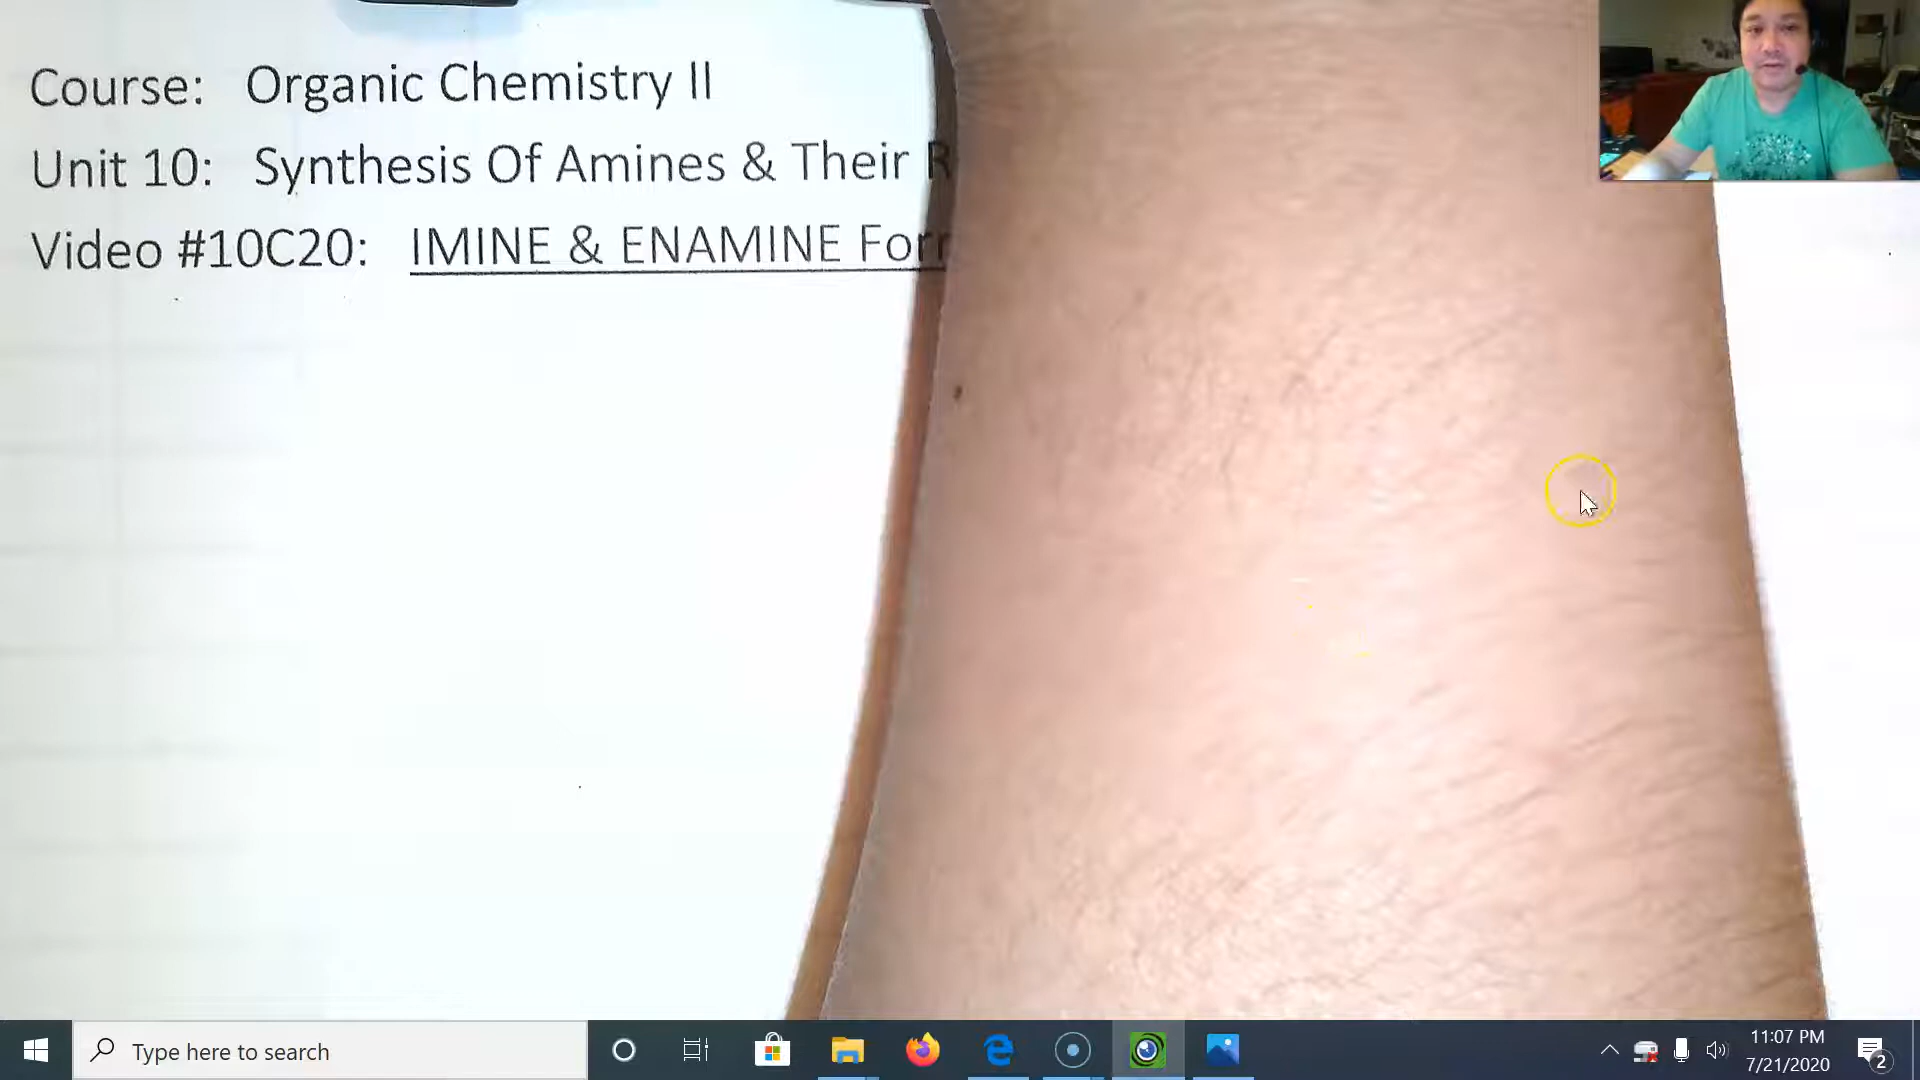 Course: Organic Chemistry II
Unit 10: Synthesis Of Amines & Their
Video #10C20: IMINE & ENAMINE
Type here to search
11:07 PM
7/21/2020
2